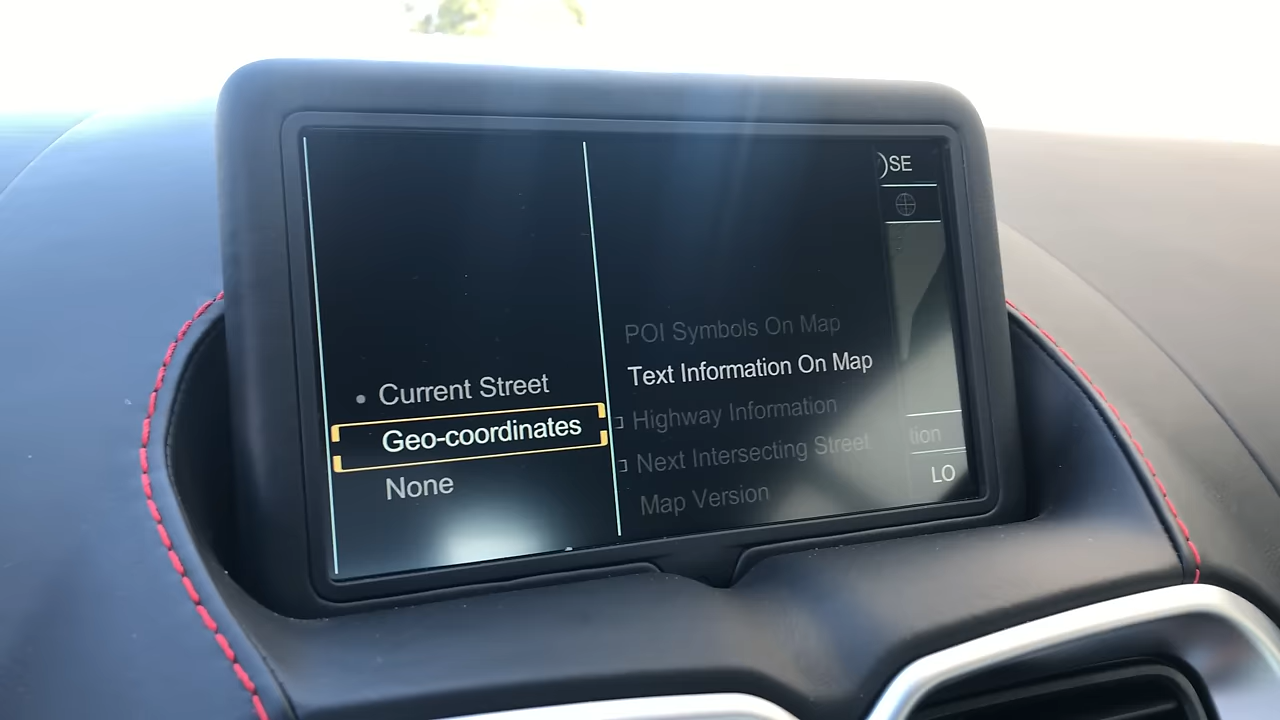 Current Street
Geo-coordinates
None
POI Symbols On Map
Text Information On Map
Highway Information
Next Intersecting Street
Map Version
SE
tion
LO